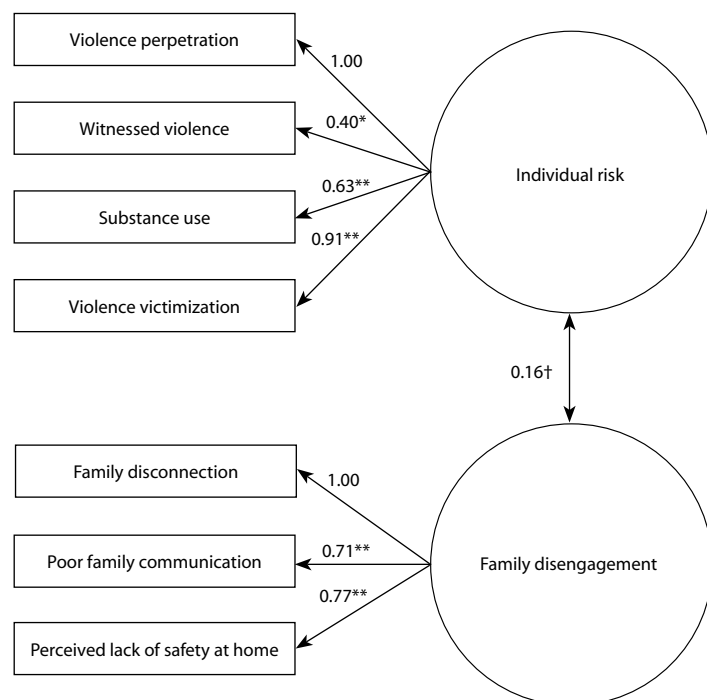 Violence perpetration
1.00
Witnessed violence
0.40*
Individual risk
Substance use
0.63**
0.91**
Violence victimization
0.16†
Family disconnection
1.00
Poor family communication
0.71**
Family disengagement
0.77**
Perceived lack of safety at home